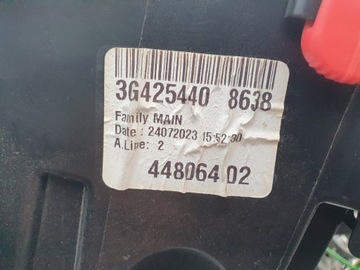 3G425440 8638
Family MAIN
Date : 24072023 15:52:30
A.Line: 2
448064 02